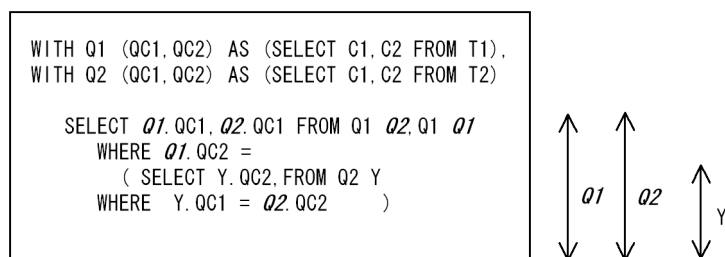 WITH Q1 (QC1,QC2) AS (SELECT C1,C2 FROM T1),
WITH Q2 (QC1,QC2) AS (SELECT C1,C2 FROM T2)
SELECT Q1.QC1,Q2.QC1 FROM Q1 Q2,Q1 Q1
WHERE Q1.QC2 =
( SELECT Y.QC2,FROM Q2 Y
WHERE Y.QC1 = Q2.QC2 )
Q1 Q2 Y